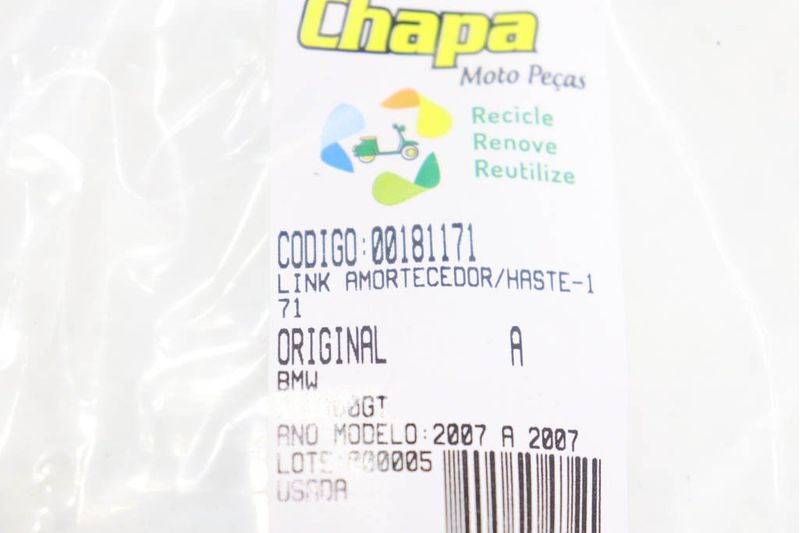 Chapa
Moto Peças
Recicle
Renove
Reutilize
CODIGO:00181171
LINK AMORTECEDOR/HASTE-1
71
ORIGINAL A
BMW
ANO MODELO:2007 A 2007
USADA